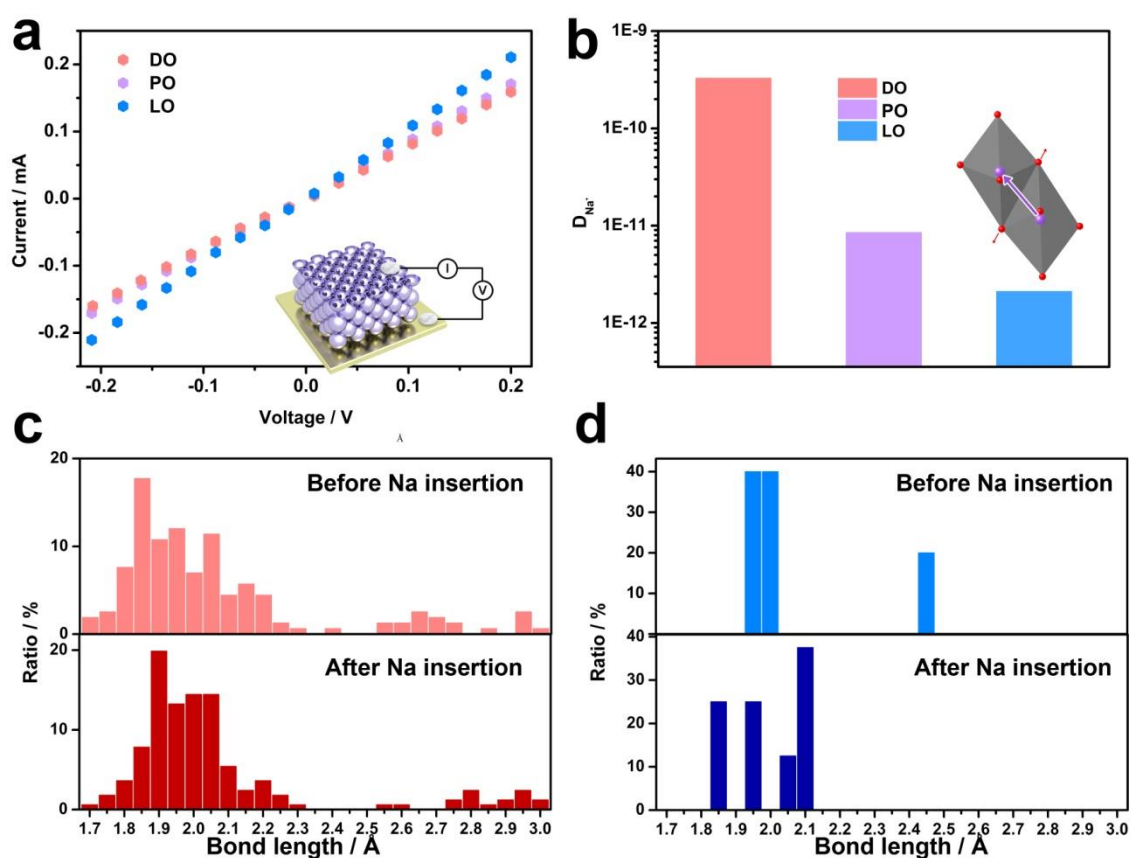 a
DO
PO
LO
Current / mA
0.2
0.1
0.0
-0.1
-0.2
I
V
-0.2
-0.1
0.0
0.1
0.2
Voltage / V
b
DO
PO
LO
D Na+
1E-9
1E-10
1E-11
1E-12
Å
c
Before Na insertion
After Na insertion
Ratio / %
20
10
0
20
10
0
1.7 1.8 1.9 2.0 2.1 2.2 2.3 2.4 2.5 2.6 2.7 2.8 2.9 3.0
Bond length / Å
d
Before Na insertion
After Na insertion
Ratio / %
40
30
20
10
0
40
30
20
10
0
1.7 1.8 1.9 2.0 2.1 2.2 2.3 2.4 2.5 2.6 2.7 2.8 2.9 3.0
Bond length / Å